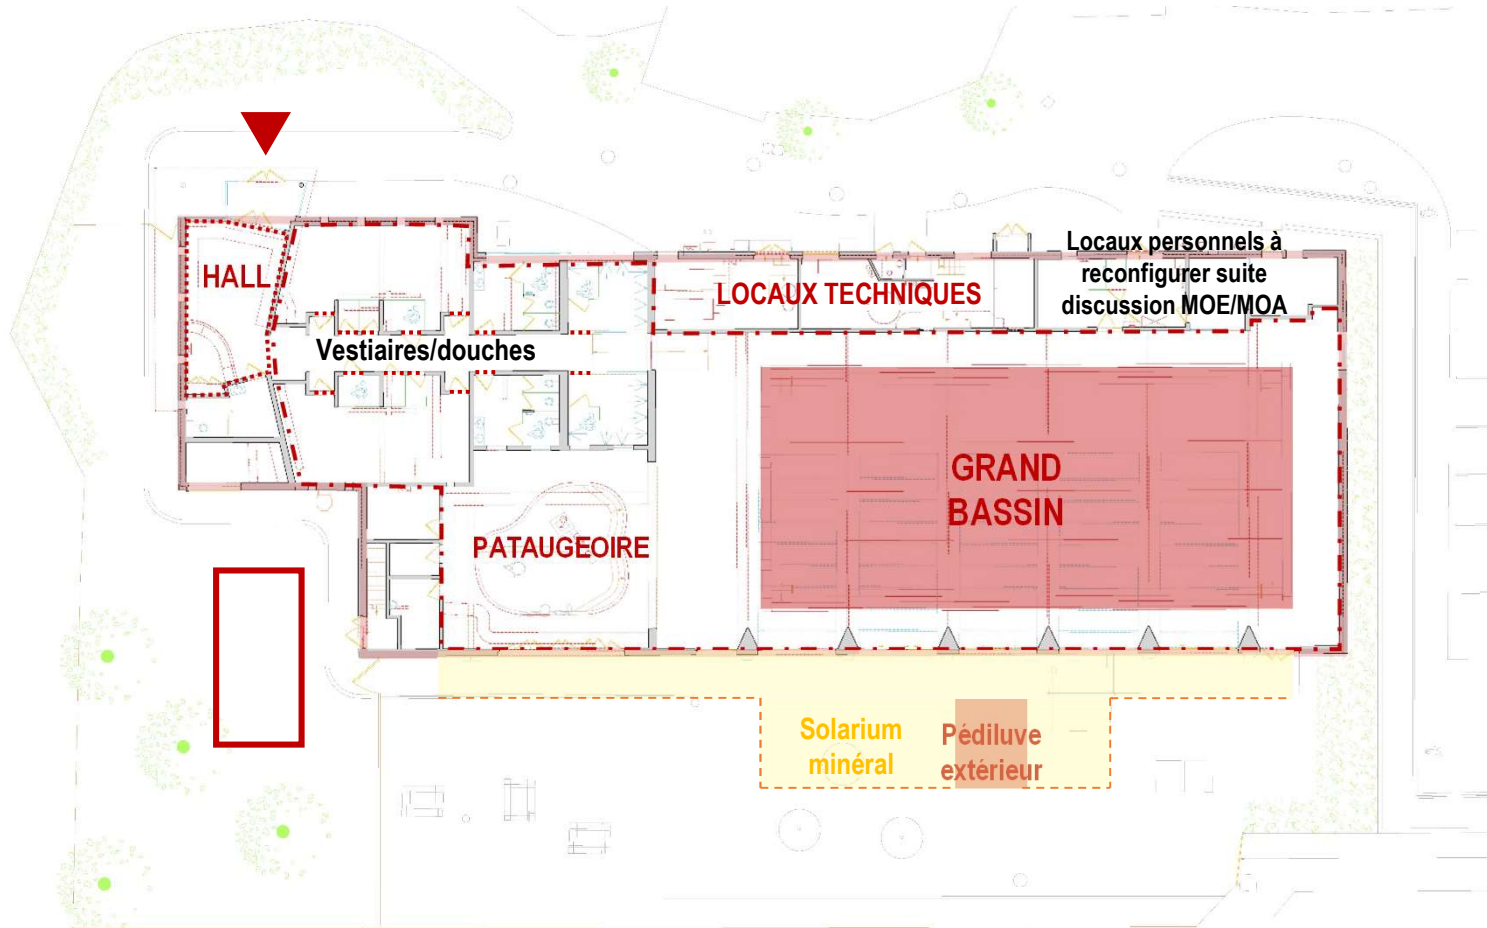 HALL
Locaux personnels à
reconfigurer suite
discussion MOE/MOA
LOCAUX TECHNIQUES
Vestiaires/douches
GRAND
BASSIN
PATAUGEOIRE
Solarium
minéral
Pédiluve
extérieur